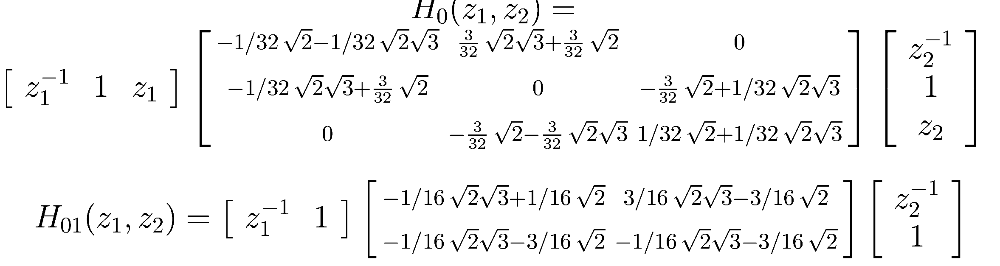 H_0(z_1, z_2) =
[ z_1^{-1} 1 z_1 ] [ −1/32 √2−1/32 √2√3 3/32 √2√3+3/32 √2 0 ; −1/32 √2√3+3/32 √2 0 −3/32 √2+1/32 √2√3 ; 0 −3/32 √2−3/32 √2√3 1/32 √2+1/32 √2√3 ] [ z_2^{-1} ; 1 ; z_2 ]
H_{01}(z_1, z_2) = [ z_1^{-1} 1 ] [ −1/16 √2√3+1/16 √2 3/16 √2√3−3/16 √2 ; −1/16 √2√3−3/16 √2 −1/16 √2√3−3/16 √2 ] [ z_2^{-1} ; 1 ]